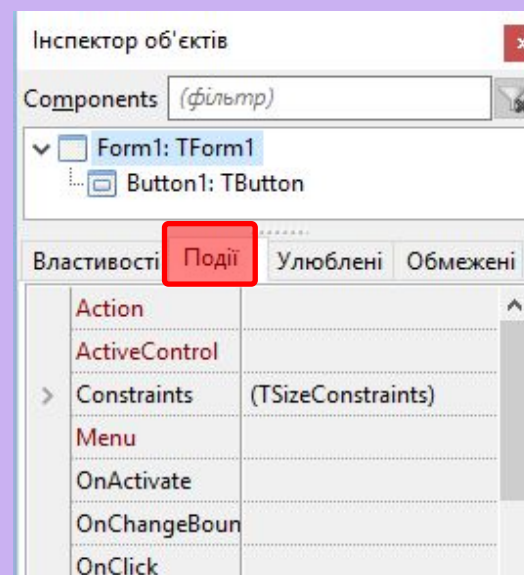 Інспектор об'єктів
Components (фільтр)
Form1: TForm1
Button1: TButton
Властивості Події Улюблені Обмежені
Action
ActiveControl
Constraints (TSizeConstraints)
Menu
OnActivate
OnChangeBoun
OnClick